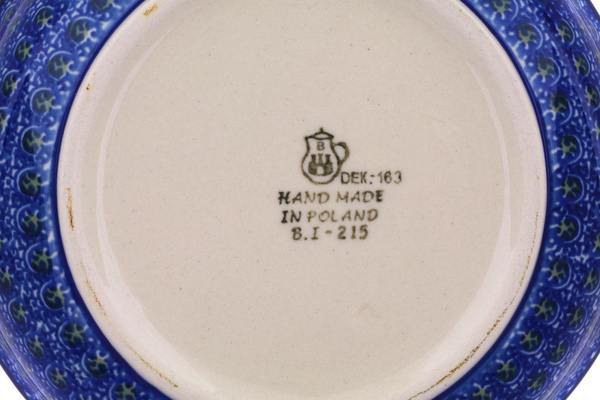 B
DEK:-163
HAND MADE
IN POLAND
B.I-215